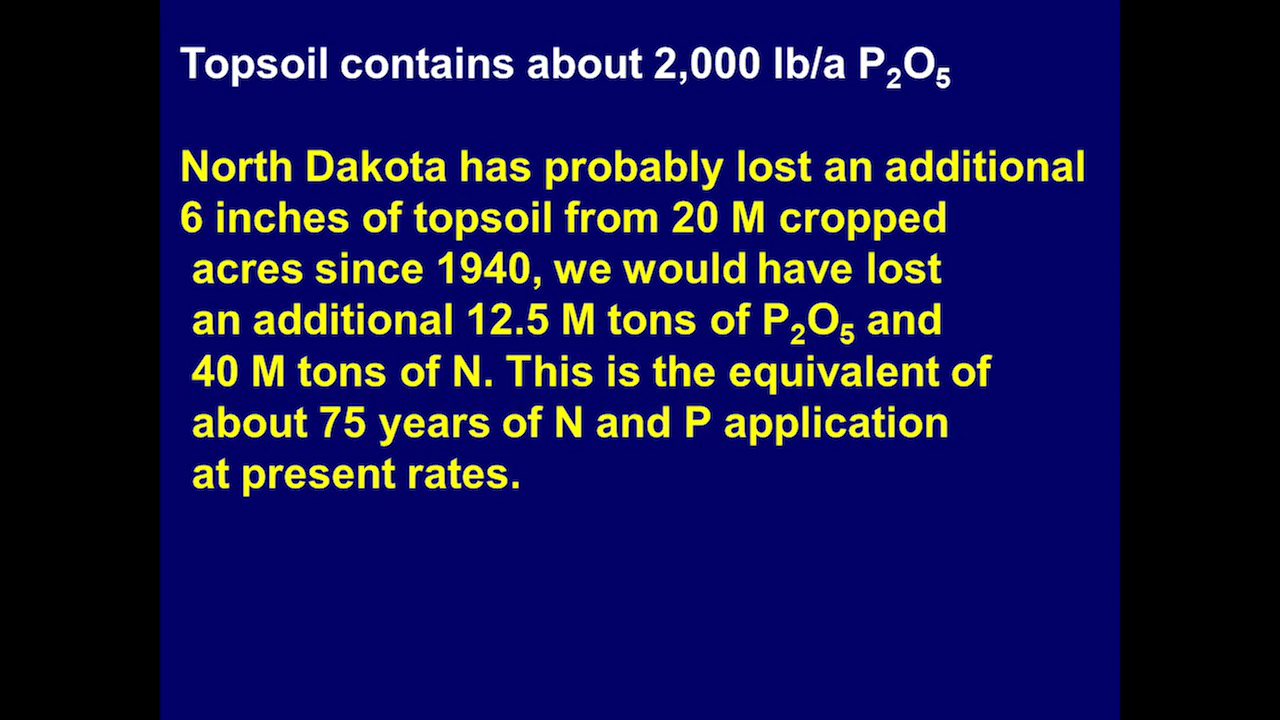 Topsoil contains about 2,000 lb/a P₂O₅
North Dakota has probably lost an additional
6 inches of topsoil from 20 M cropped
acres since 1940, we would have lost
an additional 12.5 M tons of P₂O₅ and
40 M tons of N. This is the equivalent of
about 75 years of N and P application
at present rates.